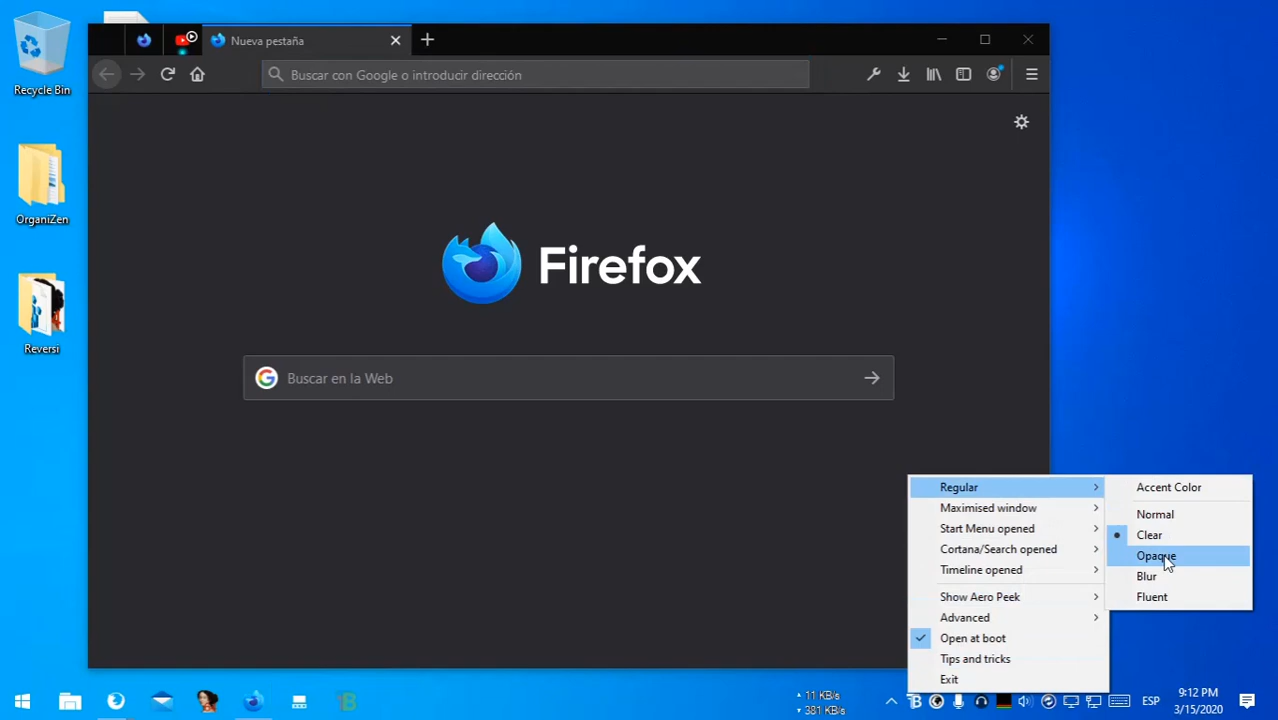 Recycle Bin
OrganiZen
Reversi
Nueva pestaña
Buscar con Google o introducir dirección
Firefox
Buscar en la Web
Regular
Maximised window
Start Menu opened
Cortana/Search opened
Timeline opened
Show Aero Peek
Advanced
Open at boot
Tips and tricks
Exit
Accent Color
Normal
Clear
Opaque
Blur
Fluent
11 KB/s
381 KB/s
ESP
9:12 PM
3/15/2020